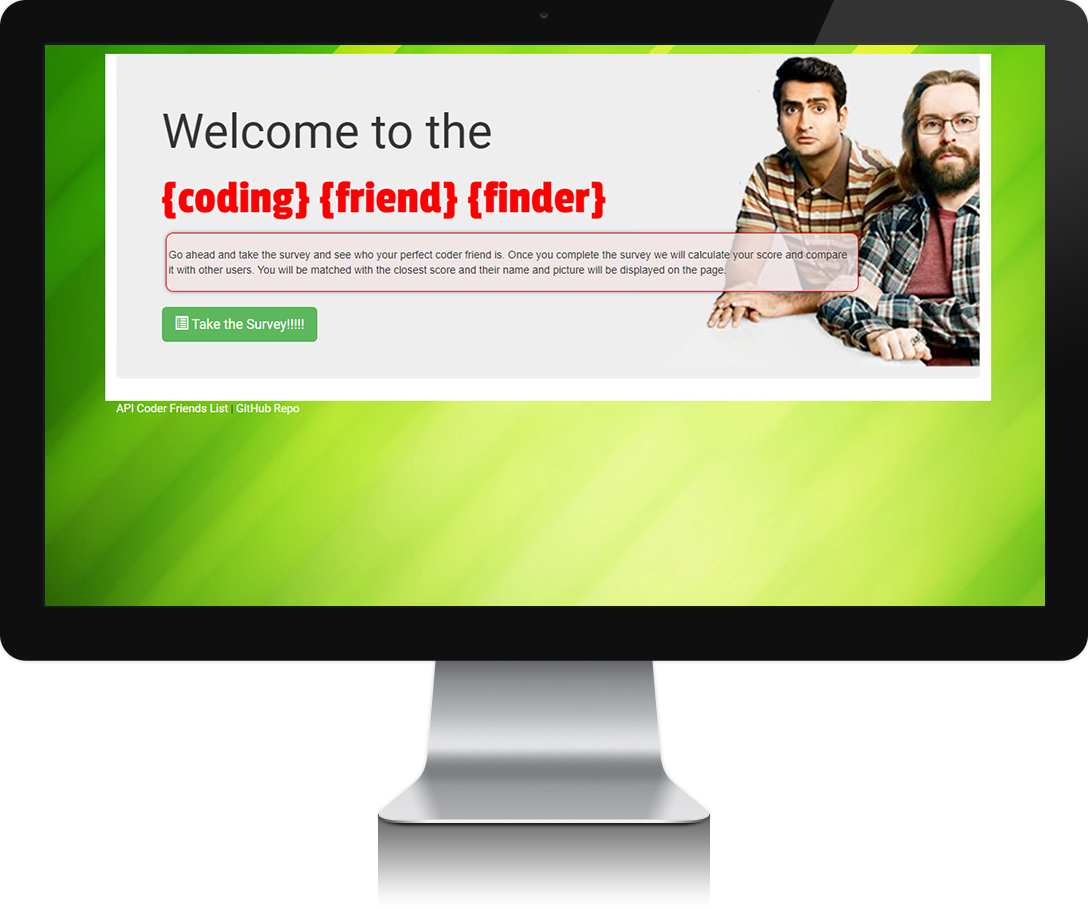 Welcome to the
{coding} {friend} {finder}
Go ahead and take the survey and see who your perfect coder friend is. Once you complete the survey we will calculate your score and compare
it with other users. You will be matched with the closest score and their name and picture will be displayed on the page.
Take the Survey!!!!!
API Coder Friends List | GitHub Repo